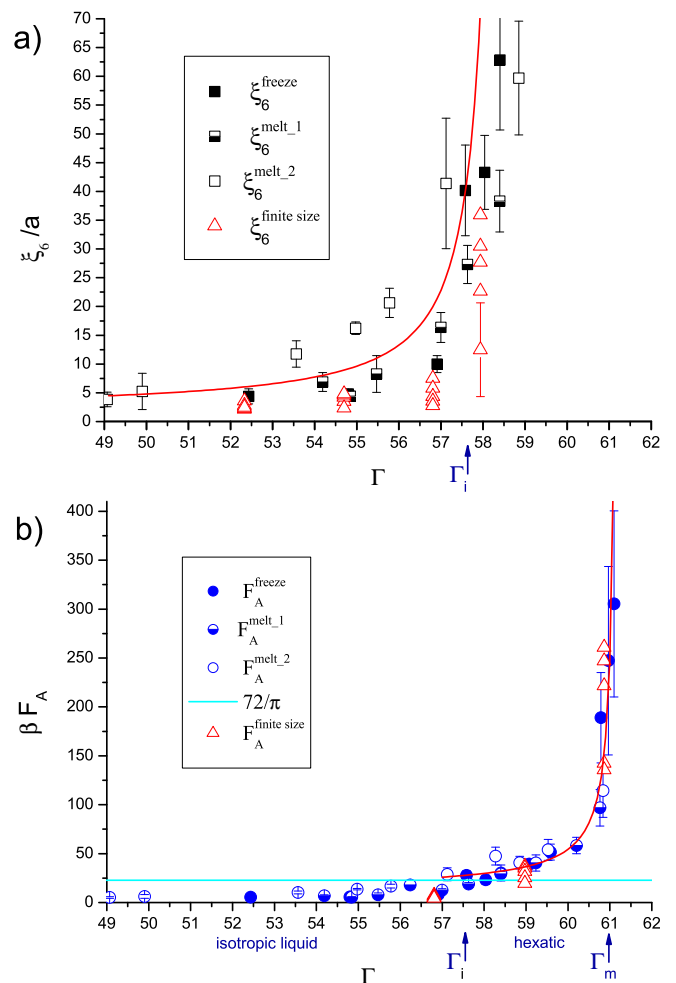 a)
70
65
60
55
50
45
40
35
30
25
20
15
10
5
0
ξ6/a
ξ6freeze
ξ6melt_1
ξ6melt_2
ξ6finite size
49 50 51 52 53 54 55 56 57 58 59 60 61 62
Γ
Γi
b)
400
350
300
250
200
150
100
50
0
β FA
FAfreeze
FAmelt_1
FAmelt_2
72/π
FAfinite size
49 50 51 52 53 54 55 56 57 58 59 60 61 62
isotropic liquid
hexatic
Γ
Γi
Γm